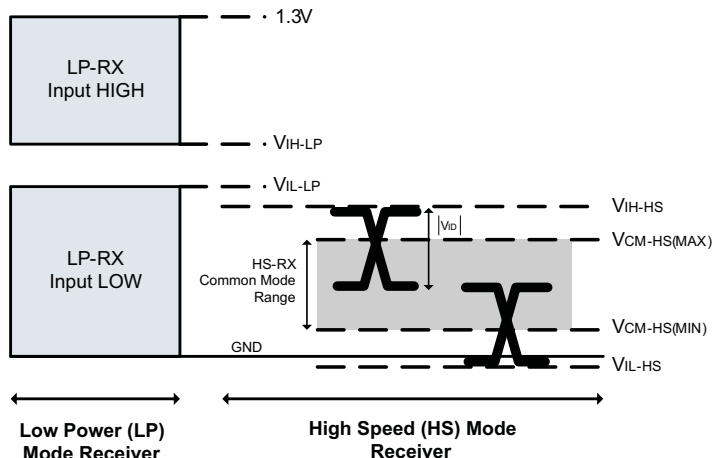 1.3V
LP-RX
Input HIGH
VIH-LP
VIL-LP
VIH-HS
|VID|
VCM-HS(MAX)
LP-RX
Input LOW
HS-RX
Common Mode
Range
VCM-HS(MIN)
GND
VIL-HS
Low Power (LP)
Mode Receiver
High Speed (HS) Mode
Receiver